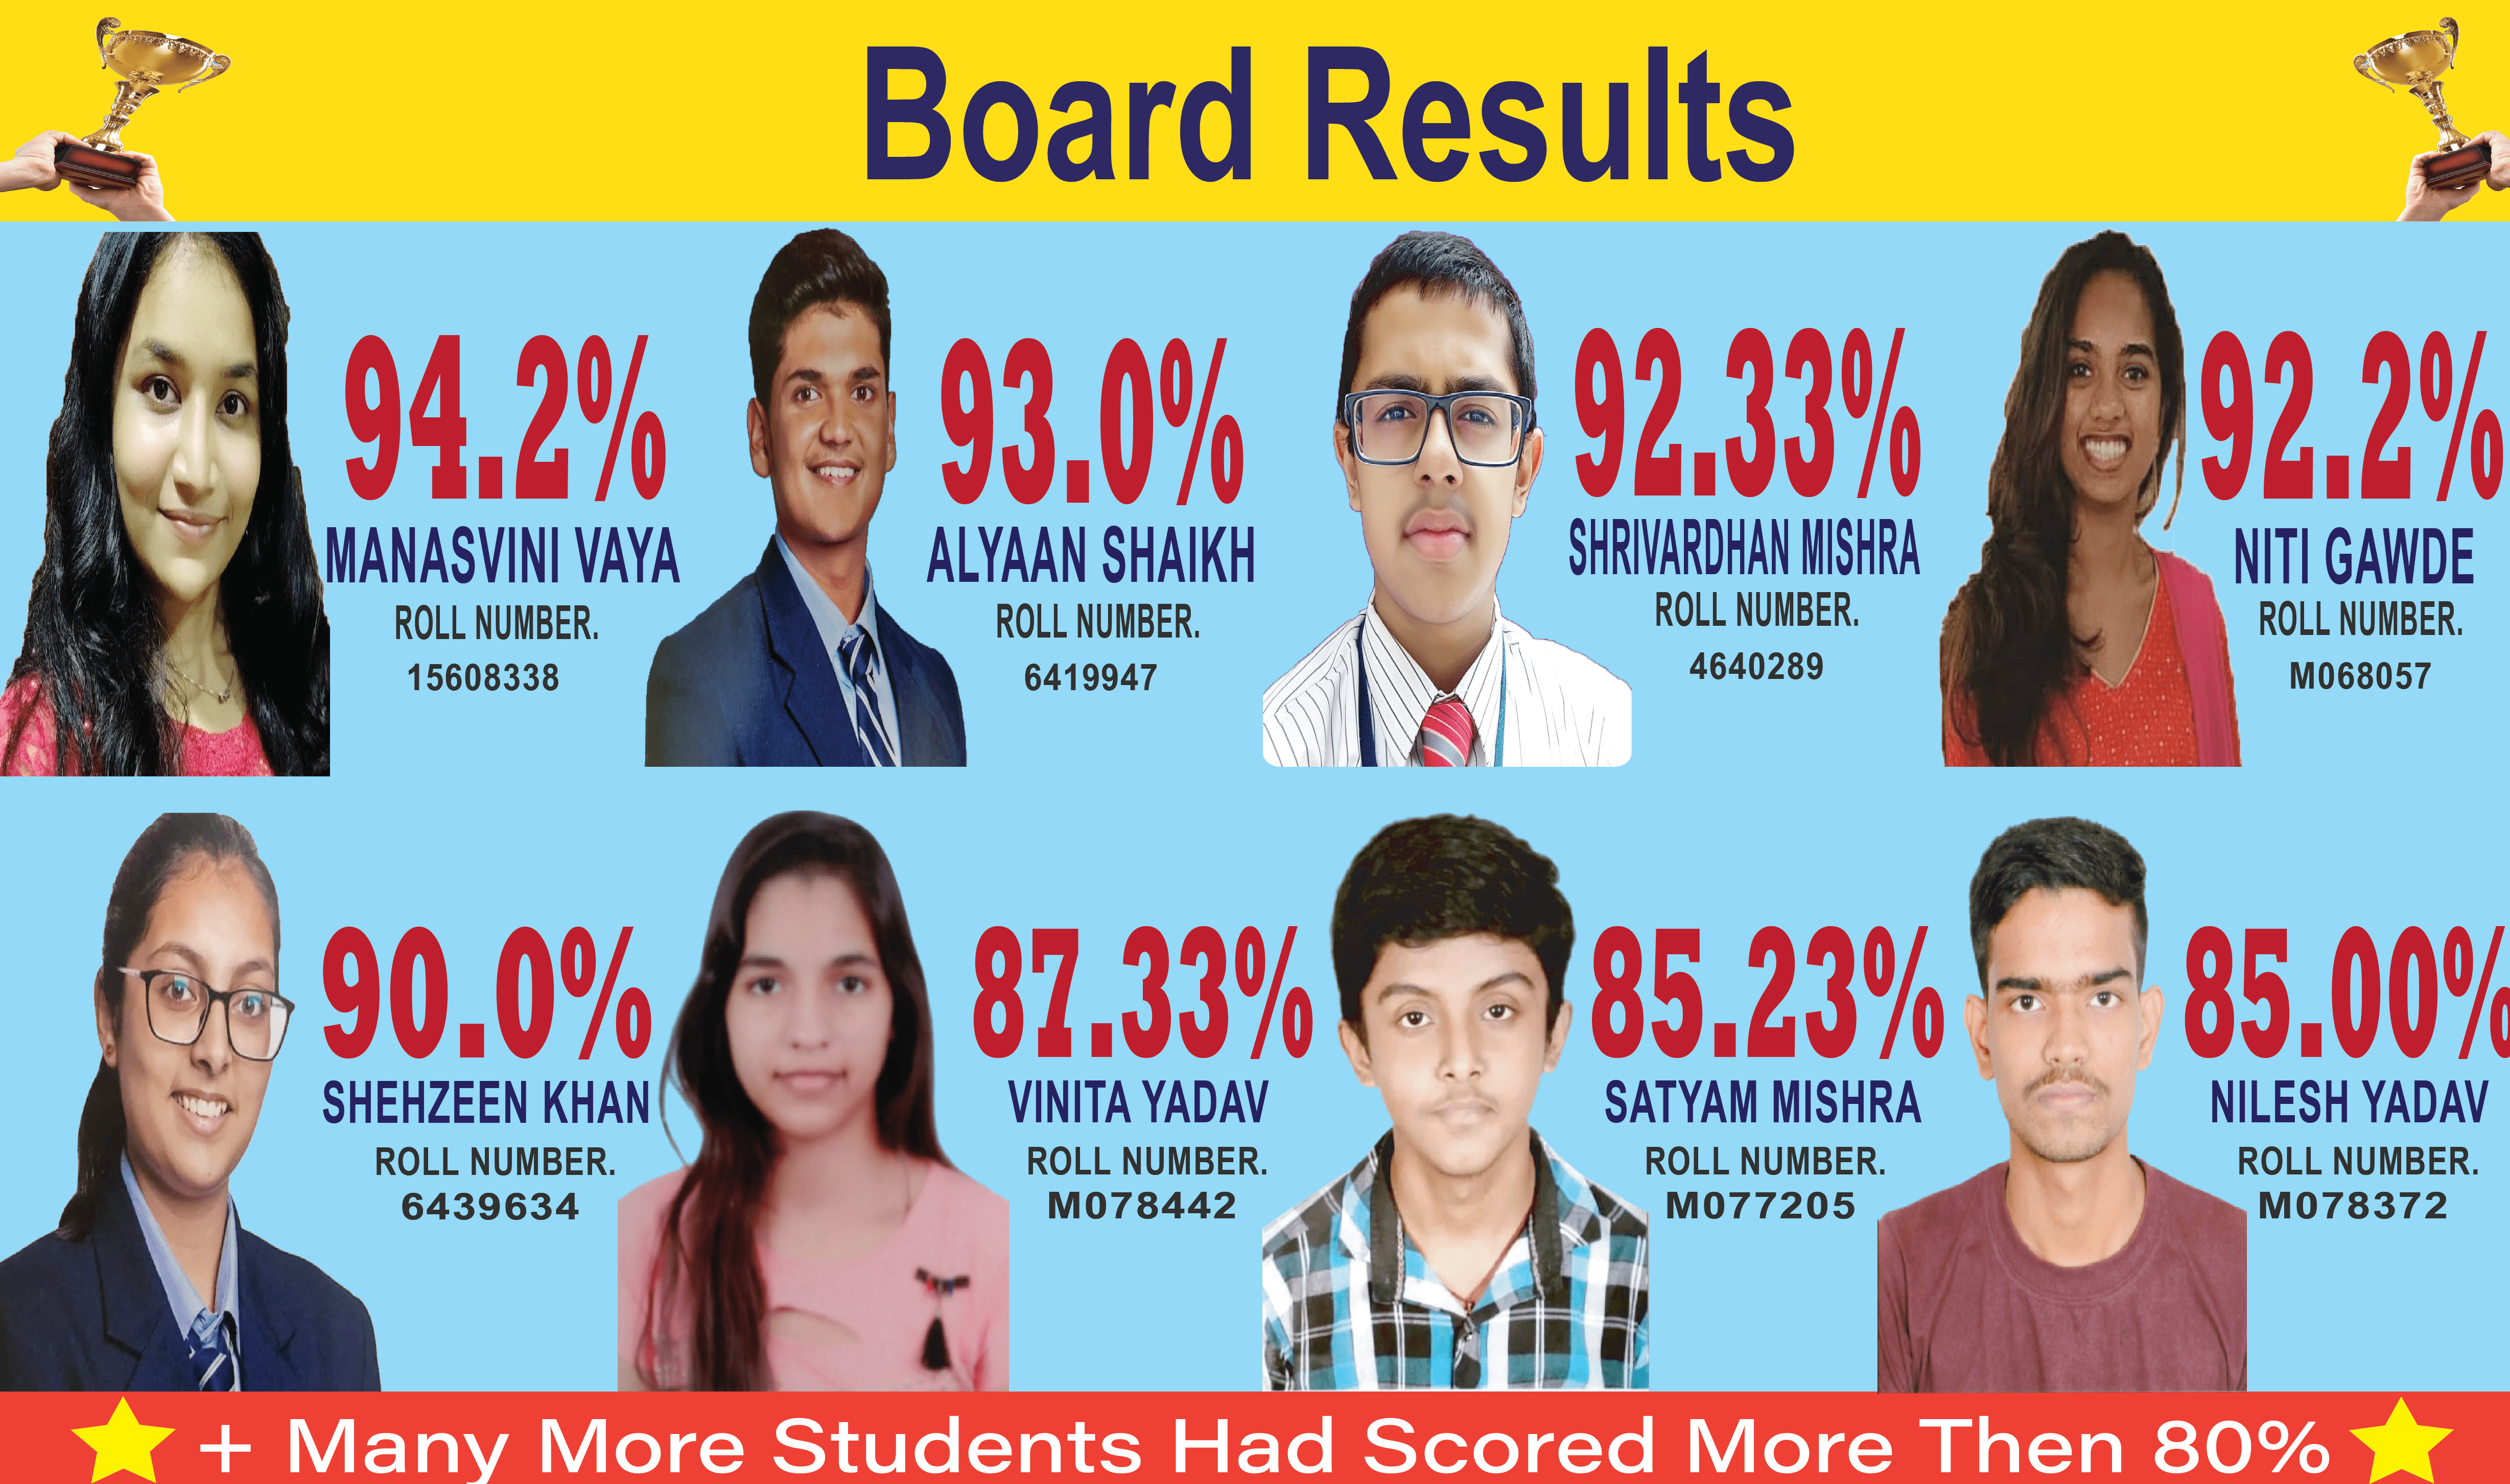 Board Results
94.2%
MANASVINI VAYA
ROLL NUMBER.
15608338
93.0%
ALYAAN SHAIKH
ROLL NUMBER.
6419947
92.33%
SHRIVARDHAN MISHRA
ROLL NUMBER.
4640289
92.2%
NITI GAWDE
ROLL NUMBER.
M068057
90.0%
SHEHZEEN KHAN
ROLL NUMBER.
6439634
87.33%
VINITA YADAV
ROLL NUMBER.
M078442
85.23%
SATYAM MISHRA
ROLL NUMBER.
M077205
85.00%
NILESH YADAV
ROLL NUMBER.
M078372
+ Many More Students Had Scored More Then 80%